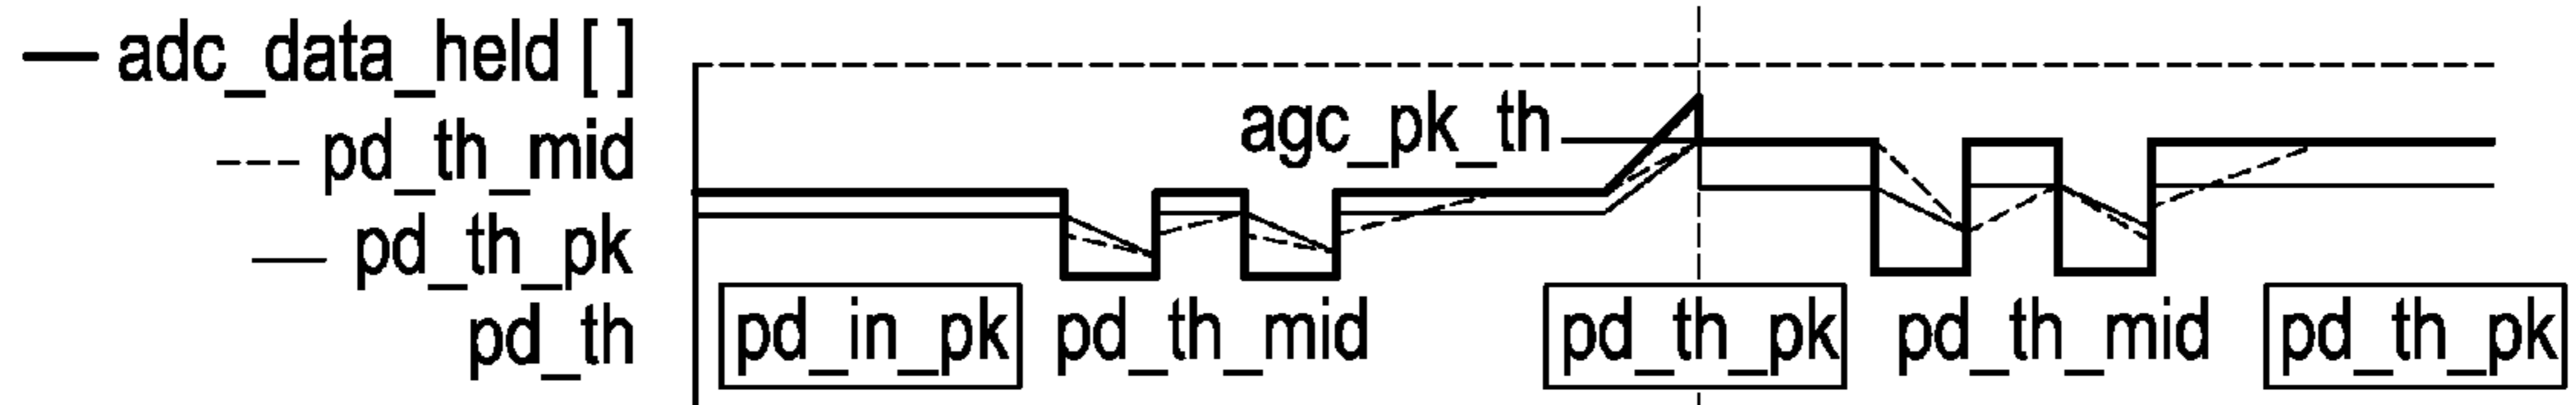 adc_data_held [ ]
pd_th_mid
agc_pk_th
pd_th_pk
pd_th
pd_in_pk pd_th_mid pd_th_pk pd_th_mid pd_th_pk